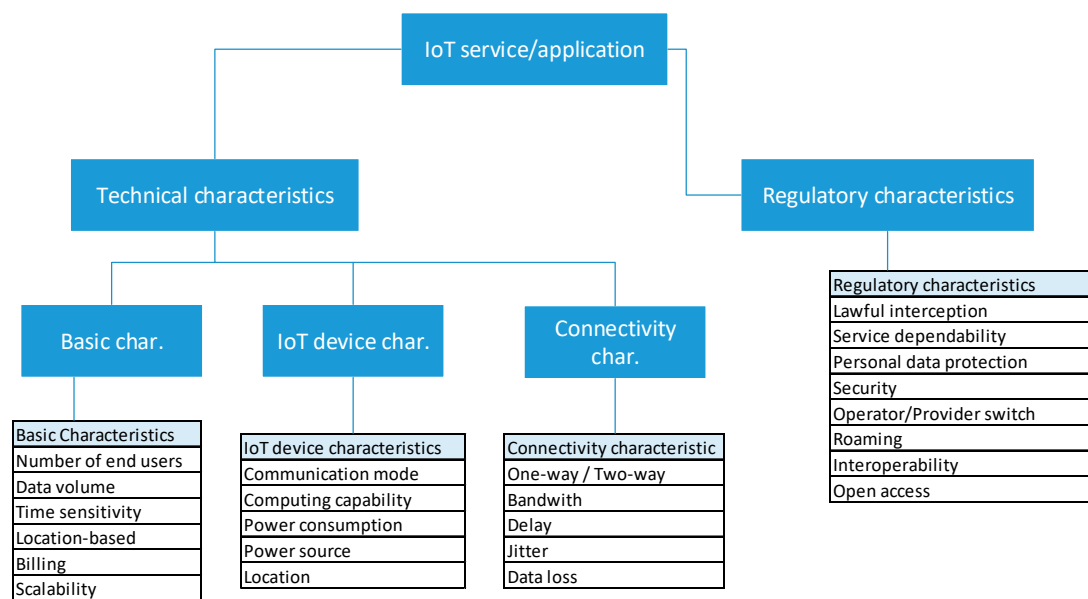 IoT service/application
Technical characteristics
Regulatory characteristics
Basic char.
IoT device char.
Connectivity
char.
Basic Characteristics
Number of end users
Data volume
Time sensitivity
Location-based
Billing
Scalability
IoT device characteristics
Communication mode
Computing capability
Power consumption
Power source
Location
Connectivity characteristic
One-way / Two-way
Bandwith
Delay
Jitter
Data loss
Regulatory characteristics
Lawful interception
Service dependability
Personal data protection
Security
Operator/Provider switch
Roaming
Interoperability
Open access